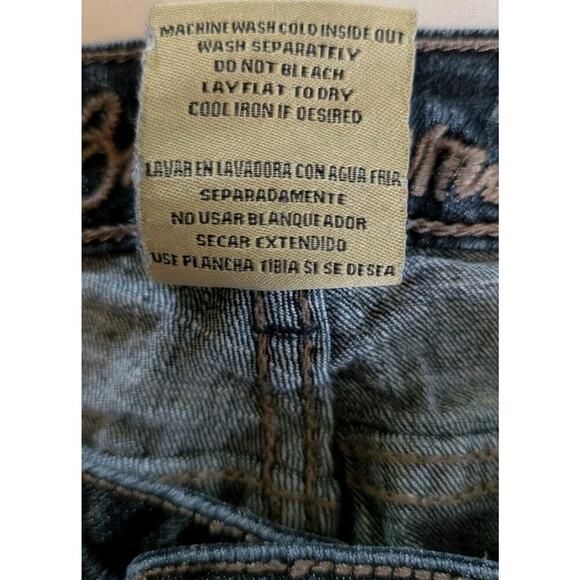 MACHINE WASH COLD INSIDE OUT
WASH SEPARATELY
DO NOT BLEACH
LAY FLAT TO DRY
COOL IRON IF DESIRED
LAVAR EN LAVADORA CON AGUA FRIA
SEPARADAMENTE
NO USAR BLANQUEADOR
SECAR EXTENDIDO
USE PLANCHA TIBIA SI SE DESEA